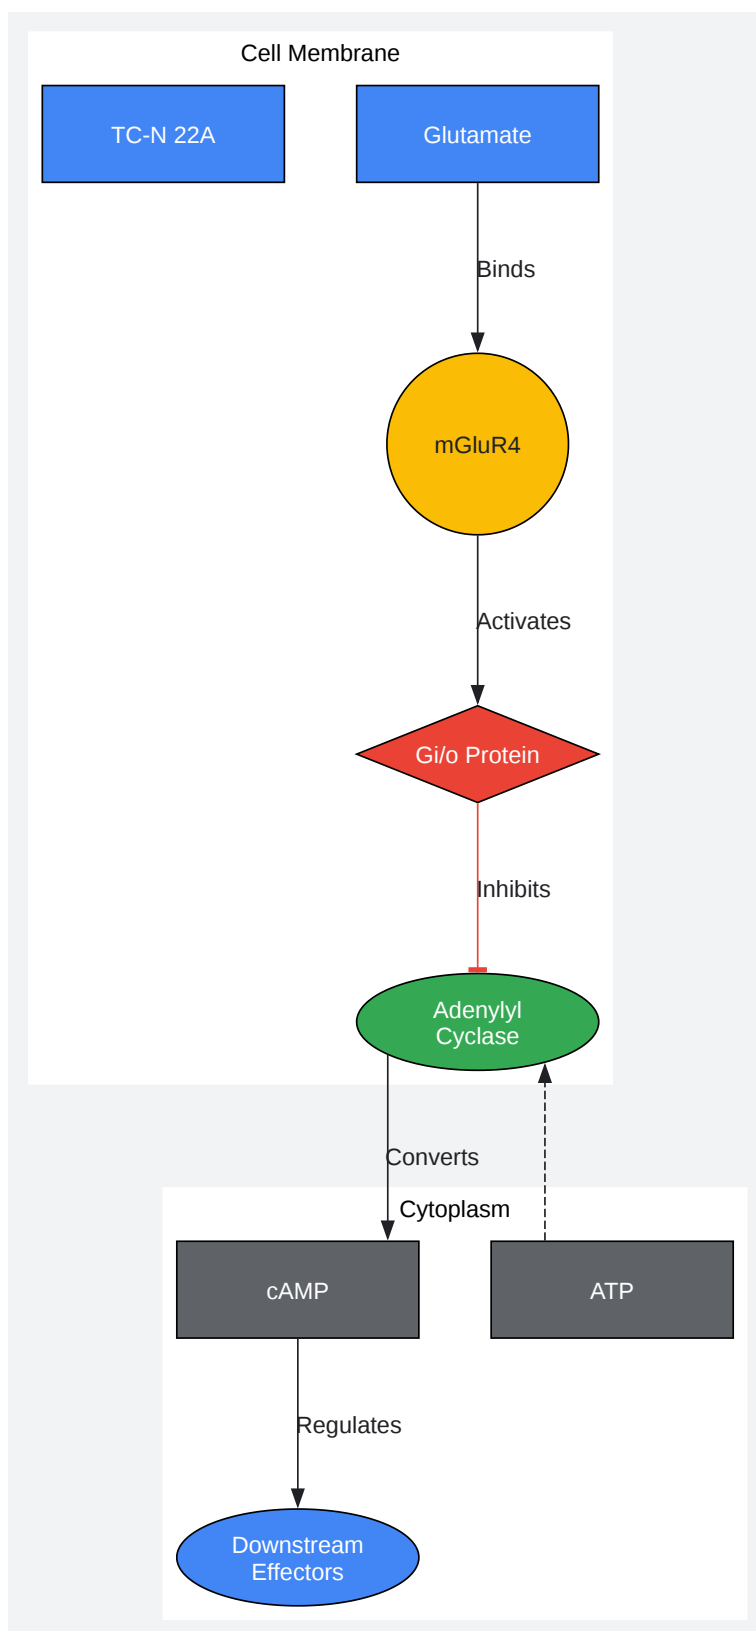 Cell Membrane
TC-N 22A
Glutamate
Binds
mGluR4
Activates
Gi/o Protein
Inhibits
Adenylyl
Cyclase
Converts
Cytoplasm
cAMP
ATP
Regulates
Downstream
Effectors